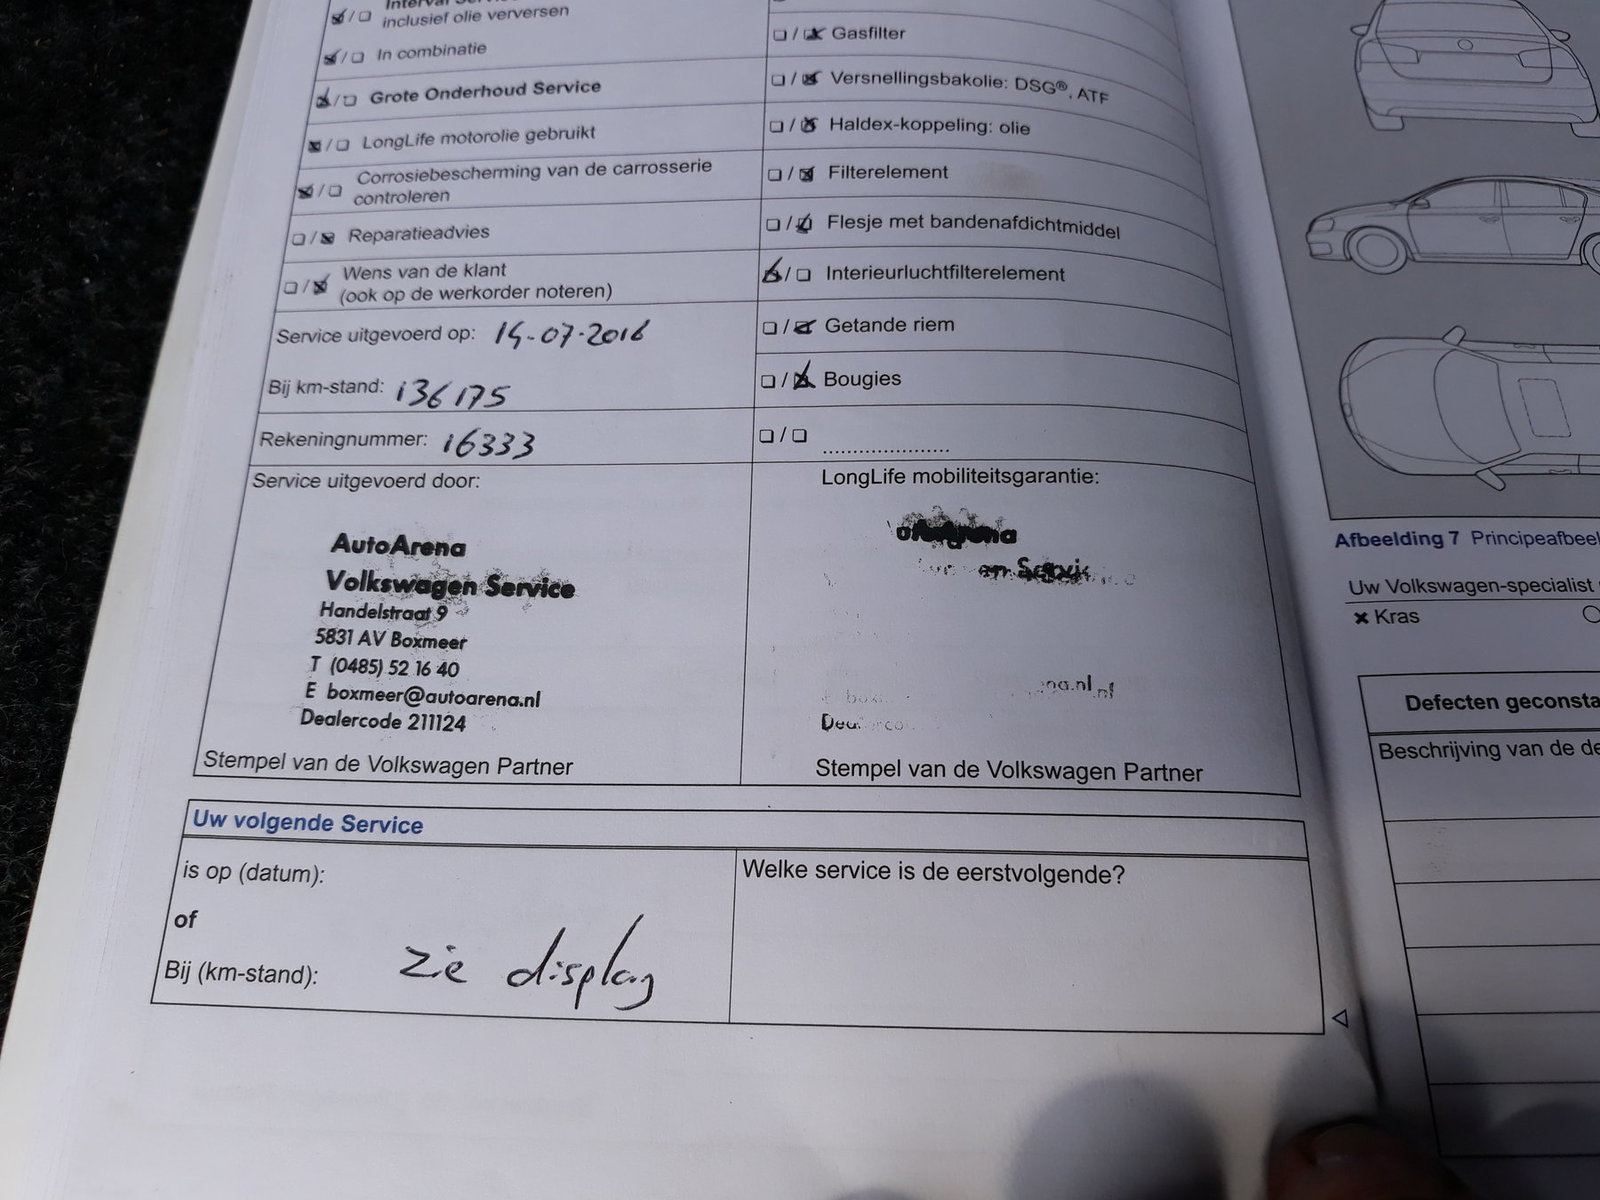 Interval Serv
inclusief olie verversen
In combinatie
Grote Onderhoud Service
LongLife motorolie gebruikt
Corrosiebescherming van de carrosserie
controleren
Reparatieadvies
Wens van de klant
(ook op de werkorder noteren)
Service uitgevoerd op: 14-07-2016
Bij km-stand: 136175
Rekeningnummer: 16333
Service uitgevoerd door:
AutoArena
Volkswagen Service
Handelstraat 9
5831 AV Boxmeer
T (0485) 52 16 40
E boxmeer@autoarena.nl
Dealercode 211124
Stempel van de Volkswagen Partner
Gasfilter
Versnellingsbakolie: DSG®, ATF
Haldex-koppeling: olie
Filterelement
Flesje met bandenafdichtmiddel
Interieurluchtfilterelement
Getande riem
Bougies
LongLife mobiliteitsgarantie:
Stempel van de Volkswagen Partner
Uw volgende Service
is op (datum):
of
Bij (km-stand): zie display
Welke service is de eerstvolgende?
Afbeelding 7 Principeafbeel
Uw Volkswagen-specialist
Kras
Defecten geconsta
Beschrijving van de de